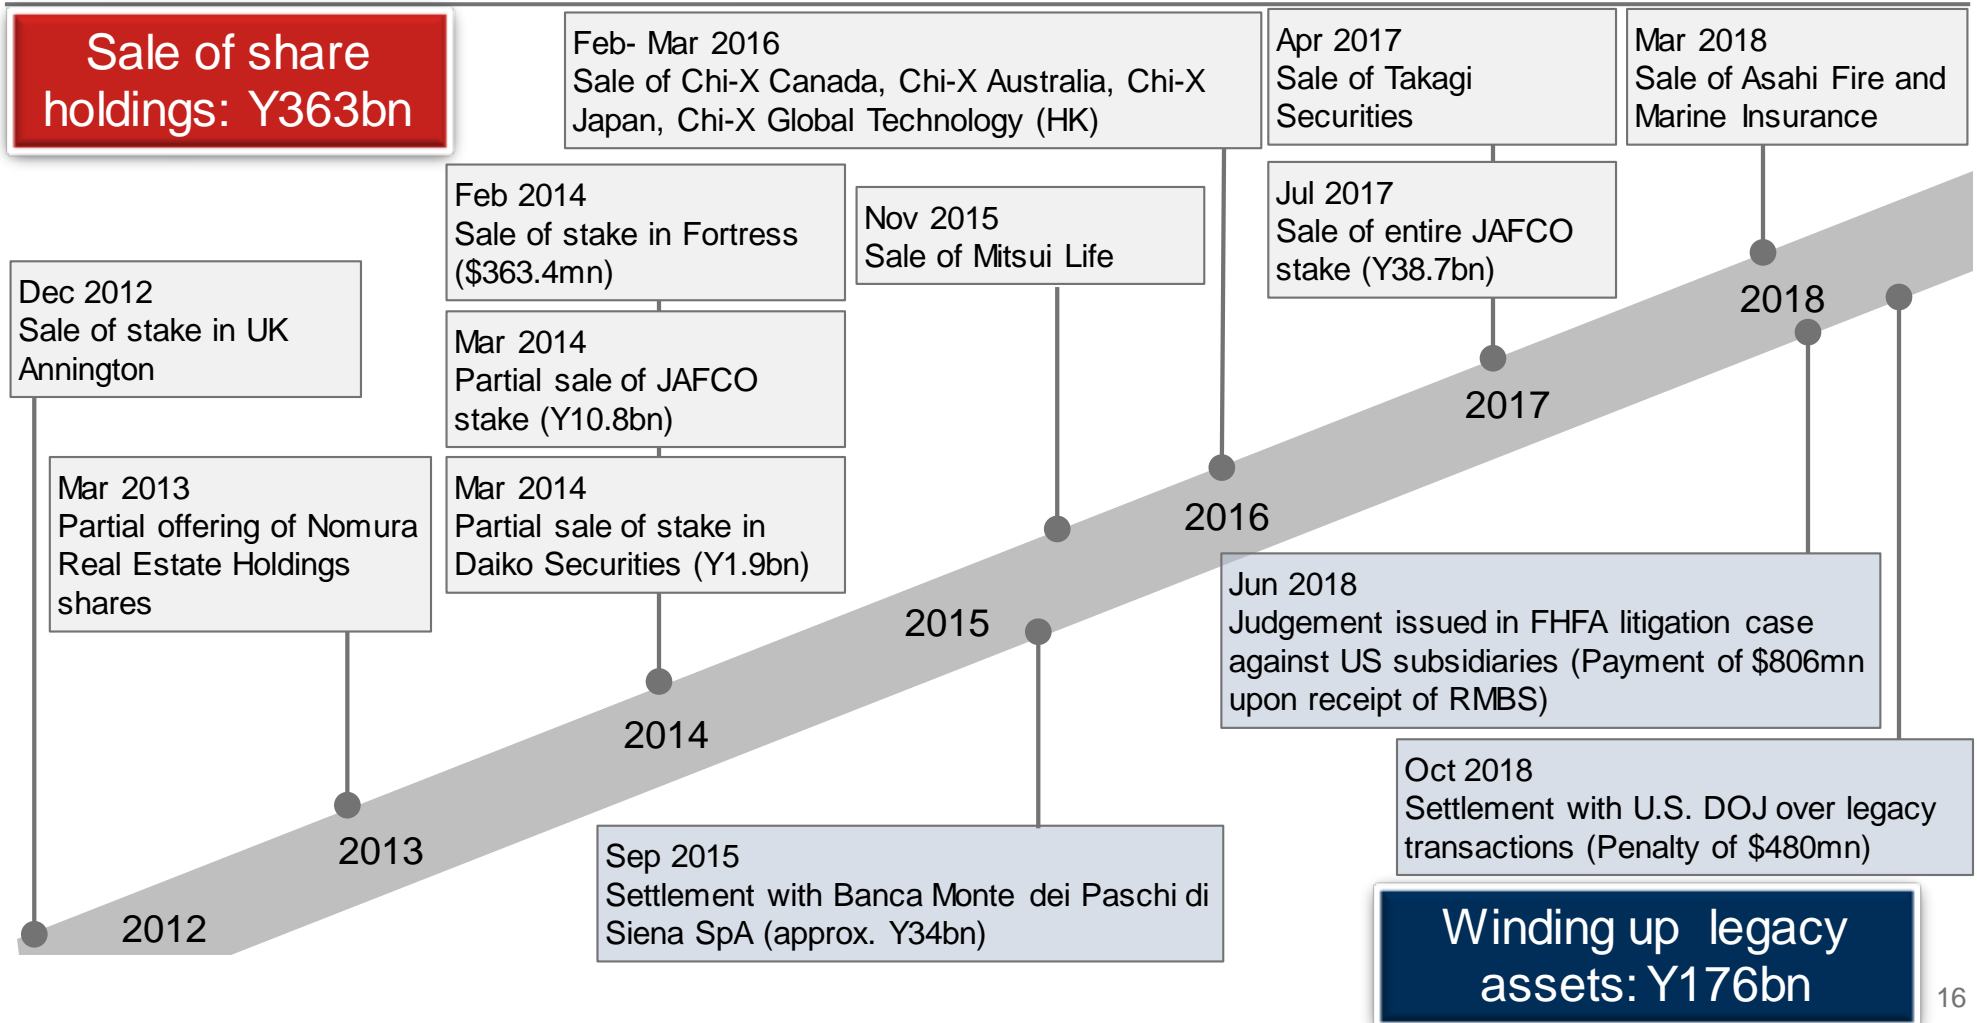 Sale of share
holdings: Y363bn
Feb- Mar 2016
Sale of Chi-X Canada, Chi-X Australia, Chi-X
Japan, Chi-X Global Technology (HK)
Apr 2017
Sale of Takagi
Securities
Mar 2018
Sale of Asahi Fire and
Marine Insurance
Feb 2014
Sale of stake in Fortress
($363.4mn)
Nov 2015
Sale of Mitsui Life
Jul 2017
Sale of entire JAFCO
stake (Y38.7bn)
Dec 2012
Sale of stake in UK
Annington
Mar 2014
Partial sale of JAFCO
stake (Y10.8bn)
Mar 2013
Partial offering of Nomura
Real Estate Holdings
shares
Mar 2014
Partial sale of stake in
Daiko Securities (Y1.9bn)
2018
2017
2016
2015
2014
2013
2012
Jun 2018
Judgement issued in FHFA litigation case
against US subsidiaries (Payment of $806mn
upon receipt of RMBS)
Oct 2018
Settlement with U.S. DOJ over legacy
transactions (Penalty of $480mn)
Sep 2015
Settlement with Banca Monte dei Paschi di
Siena SpA (approx. Y34bn)
Winding up legacy
assets: Y176bn
16